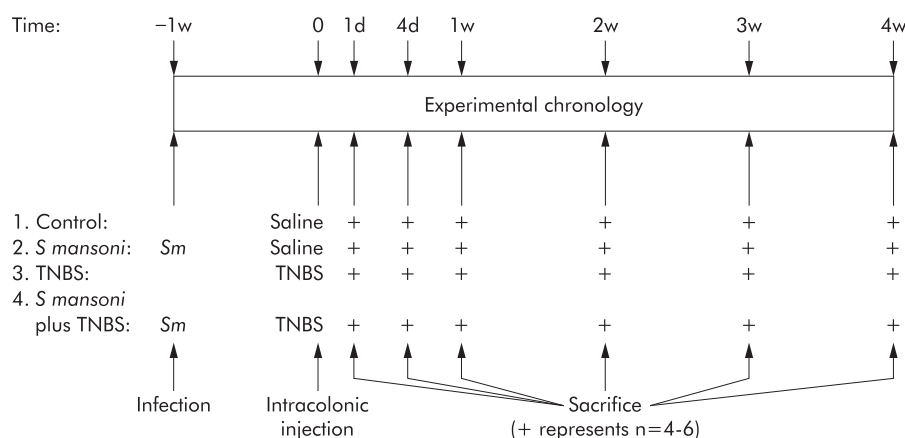 Time: −1w 0 1d 4d 1w 2w 3w 4w
Experimental chronology
1. Control: Saline + + + + + +
2. S mansoni: Sm Saline + + + + + +
3. TNBS: TNBS + + + + + +
4. S mansoni
plus TNBS: Sm TNBS + + + + + +
Infection Intracolonic Sacrifice
injection (+ represents n=4-6)